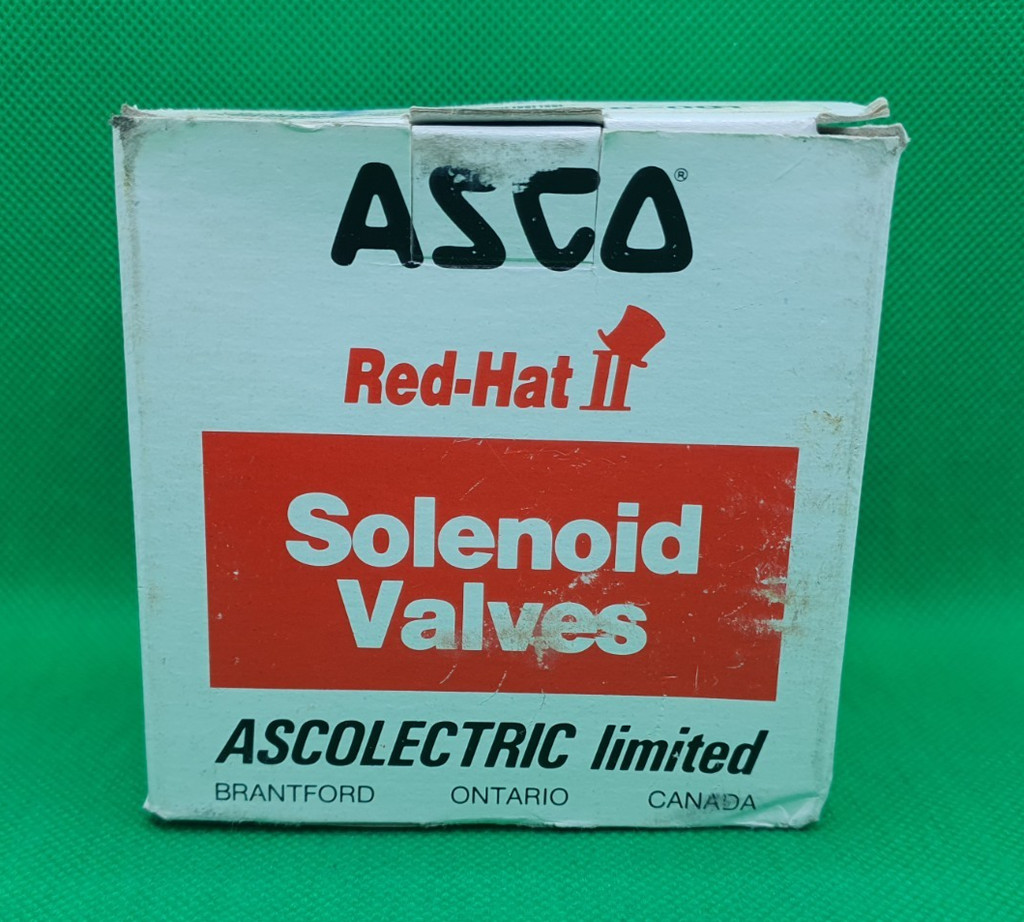 ASCO®
Red-Hat II
Solenoid
Valves
ASCOLECTRIC limited
BRANTFORD ONTARIO CANADA